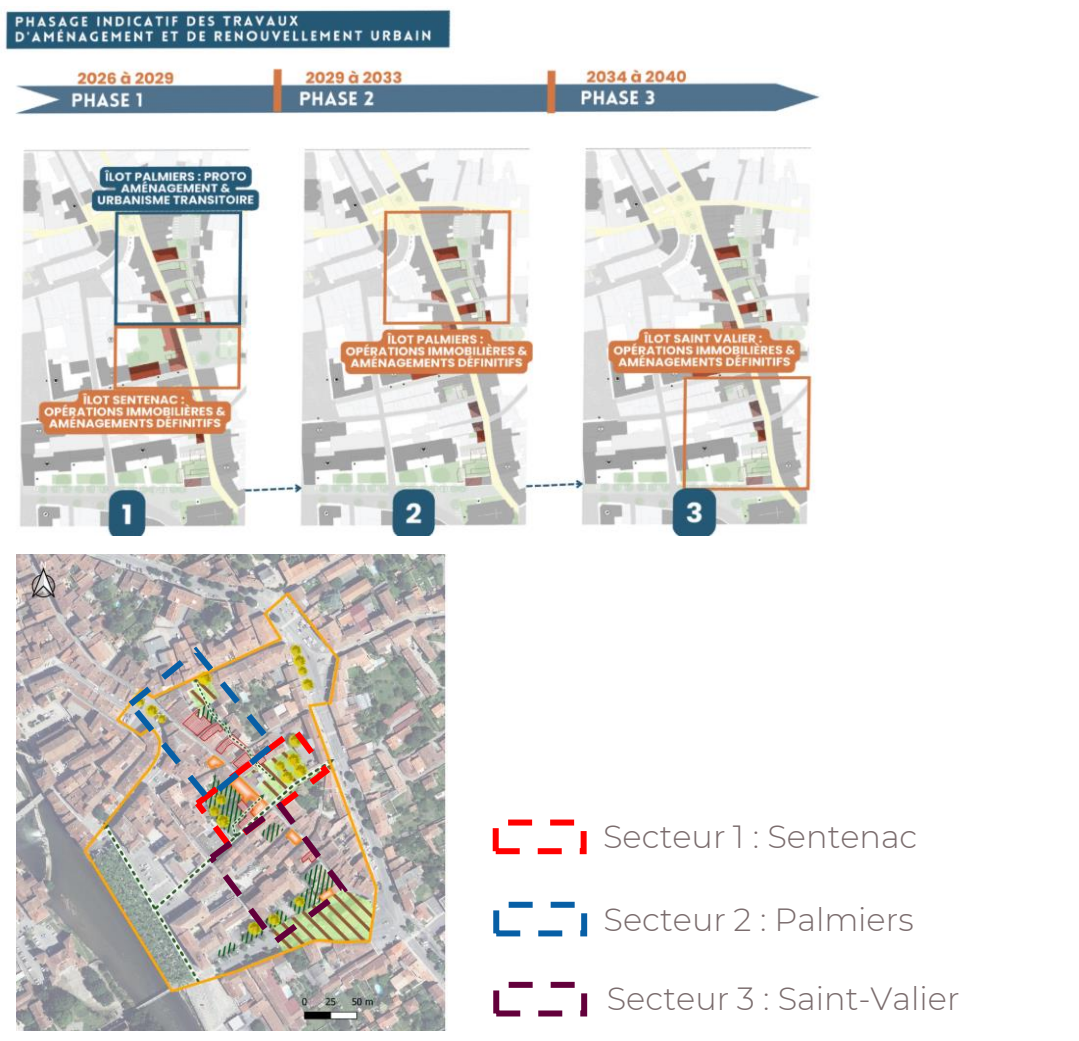 PHASAGE INDICATIF DES TRAVAUX
D'AMÉNAGEMENT ET DE RENOUVELLEMENT URBAIN
2026 à 2029
PHASE 1
2029 à 2033
PHASE 2
2034 à 2040
PHASE 3
ÎLOT PALMIERS : PROTO
AMÉNAGEMENT &
URBANISME TRANSITOIRE
ÎLOT SENTENAC :
OPÉRATIONS IMMOBILIÈRES &
AMÉNAGEMENTS DÉFINITIFS
1
ÎLOT PALMIERS :
OPÉRATIONS IMMOBILIÈRES &
AMÉNAGEMENTS DÉFINITIFS
2
ÎLOT SAINT VALIER :
OPÉRATIONS IMMOBILIÈRES &
AMÉNAGEMENTS DÉFINITIFS
3
0 25 50 m
Secteur 1 : Sentenac
Secteur 2 : Palmiers
Secteur 3 : Saint-Valier